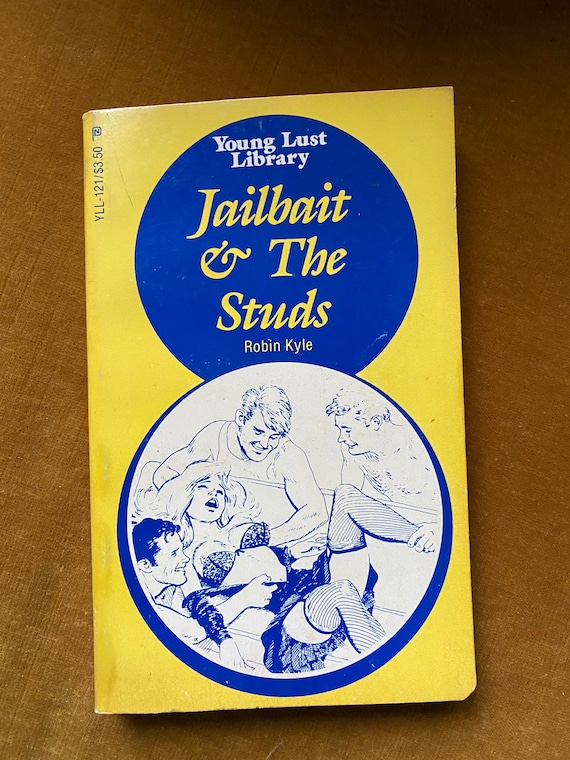 YLL-121/$3.50
Young Lust
Library
Jailbait
& The
Studs
Robin Kyle